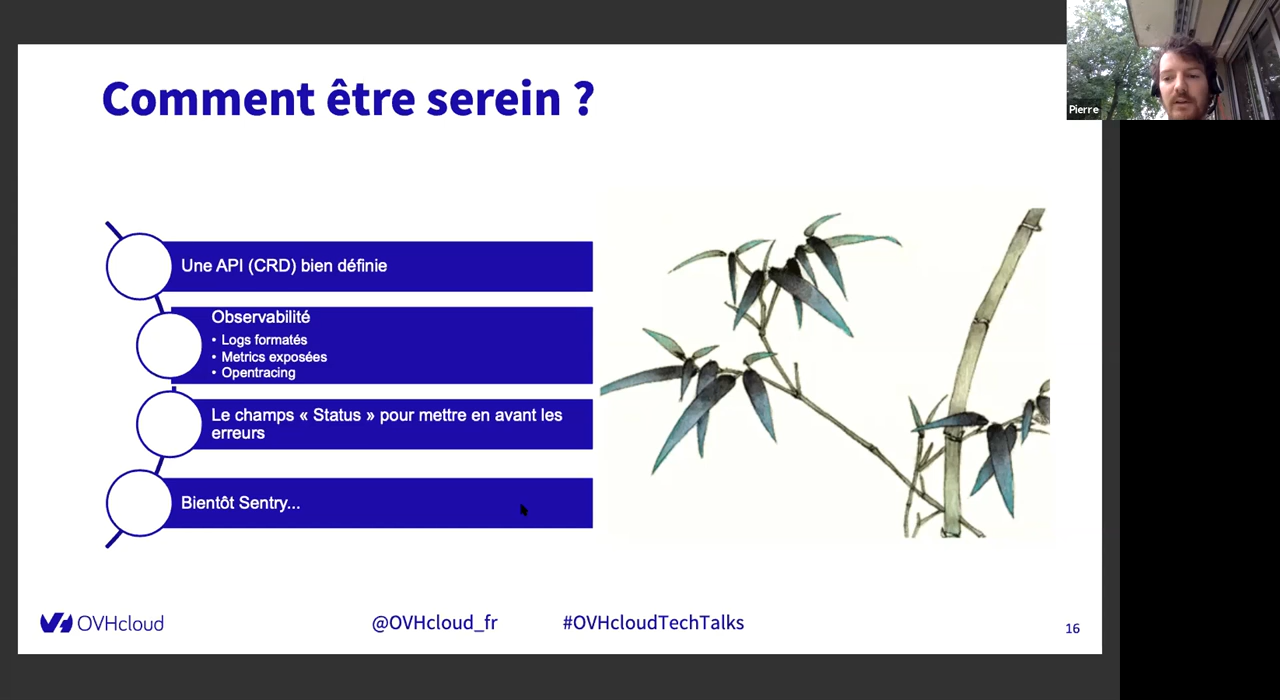 Comment être serein ?
Pierre
Une API (CRD) bien définie
Observabilité
• Logs formatés
• Metrics exposées
• Opentracing
Le champs « Status » pour mettre en avant les
erreurs
Bientôt Sentry...
OVHcloud
@OVHcloud_fr
#OVHcloudTechTalks
16